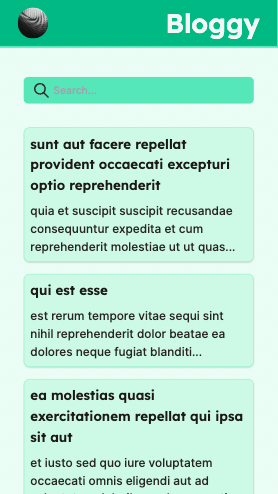 Bloggy
Search...
sunt aut facere repellat
provident occaecati excepturi
optio reprehenderit
quia et suscipit suscipit recusandae
consequuntur expedita et cum
reprehenderit molestiae ut ut quas...
qui est esse
est rerum tempore vitae sequi sint
nihil reprehenderit dolor beatae ea
dolores neque fugiat blanditi...
ea molestias quasi
exercitationem repellat qui ipsa
sit aut
et iusto sed quo iure voluptatem
occaecati omnis eligendi aut ad